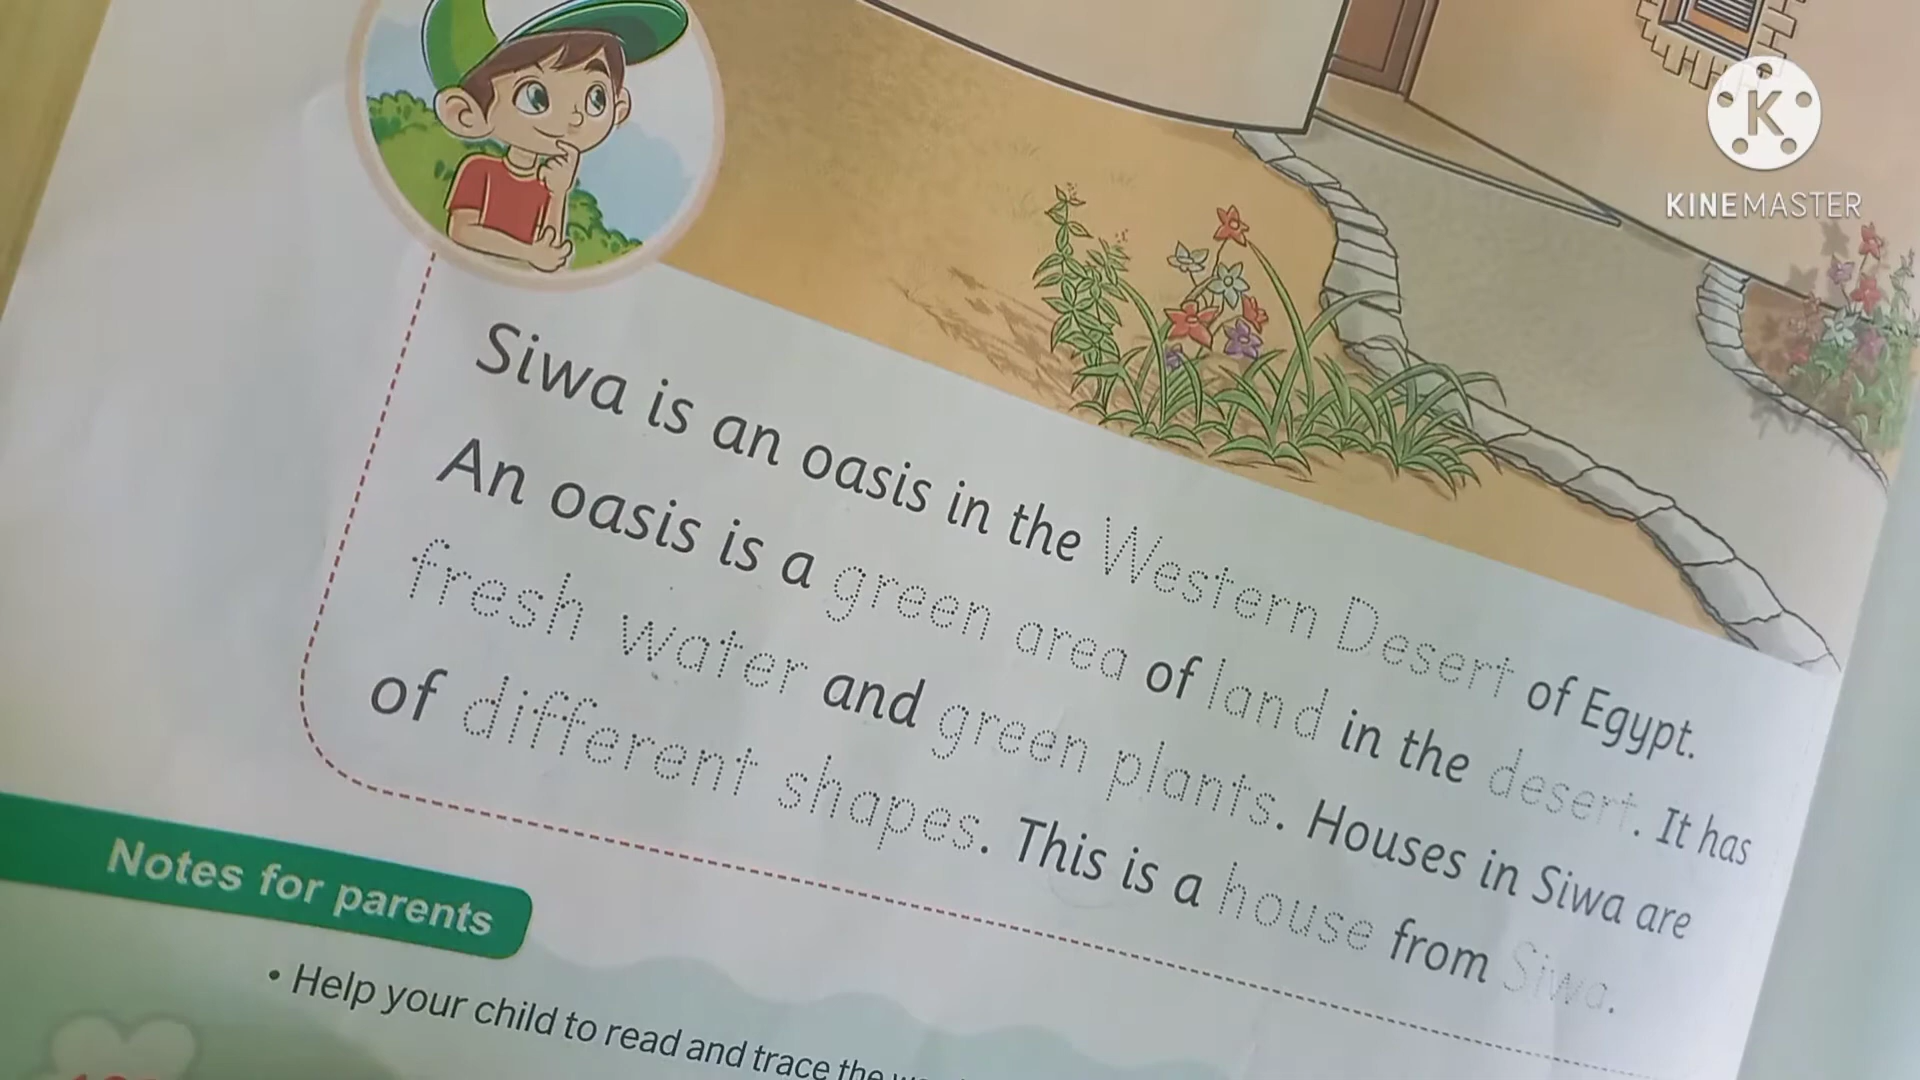 KINEMASTER
Siwa is an oasis in the Western Desert of Egypt.
An oasis is a green area of land in the desert. It has
fresh water and green plants. Houses in Siwa are
of different shapes. This is a house from Siwa.
Notes for parents
• Help your child to read and trace the